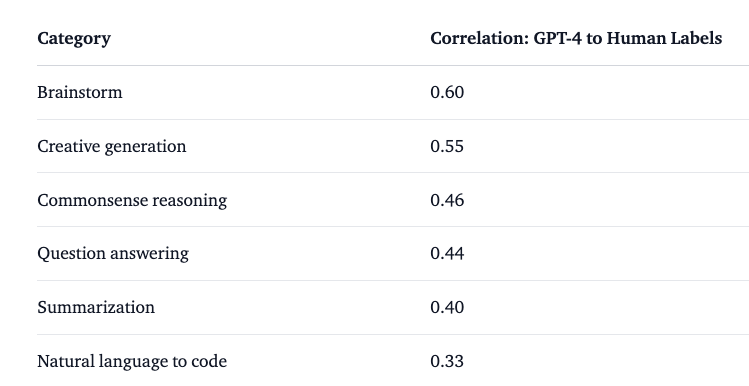 Category Correlation: GPT-4 to Human Labels
Brainstorm 0.60
Creative generation 0.55
Commonsense reasoning 0.46
Question answering 0.44
Summarization 0.40
Natural language to code 0.33